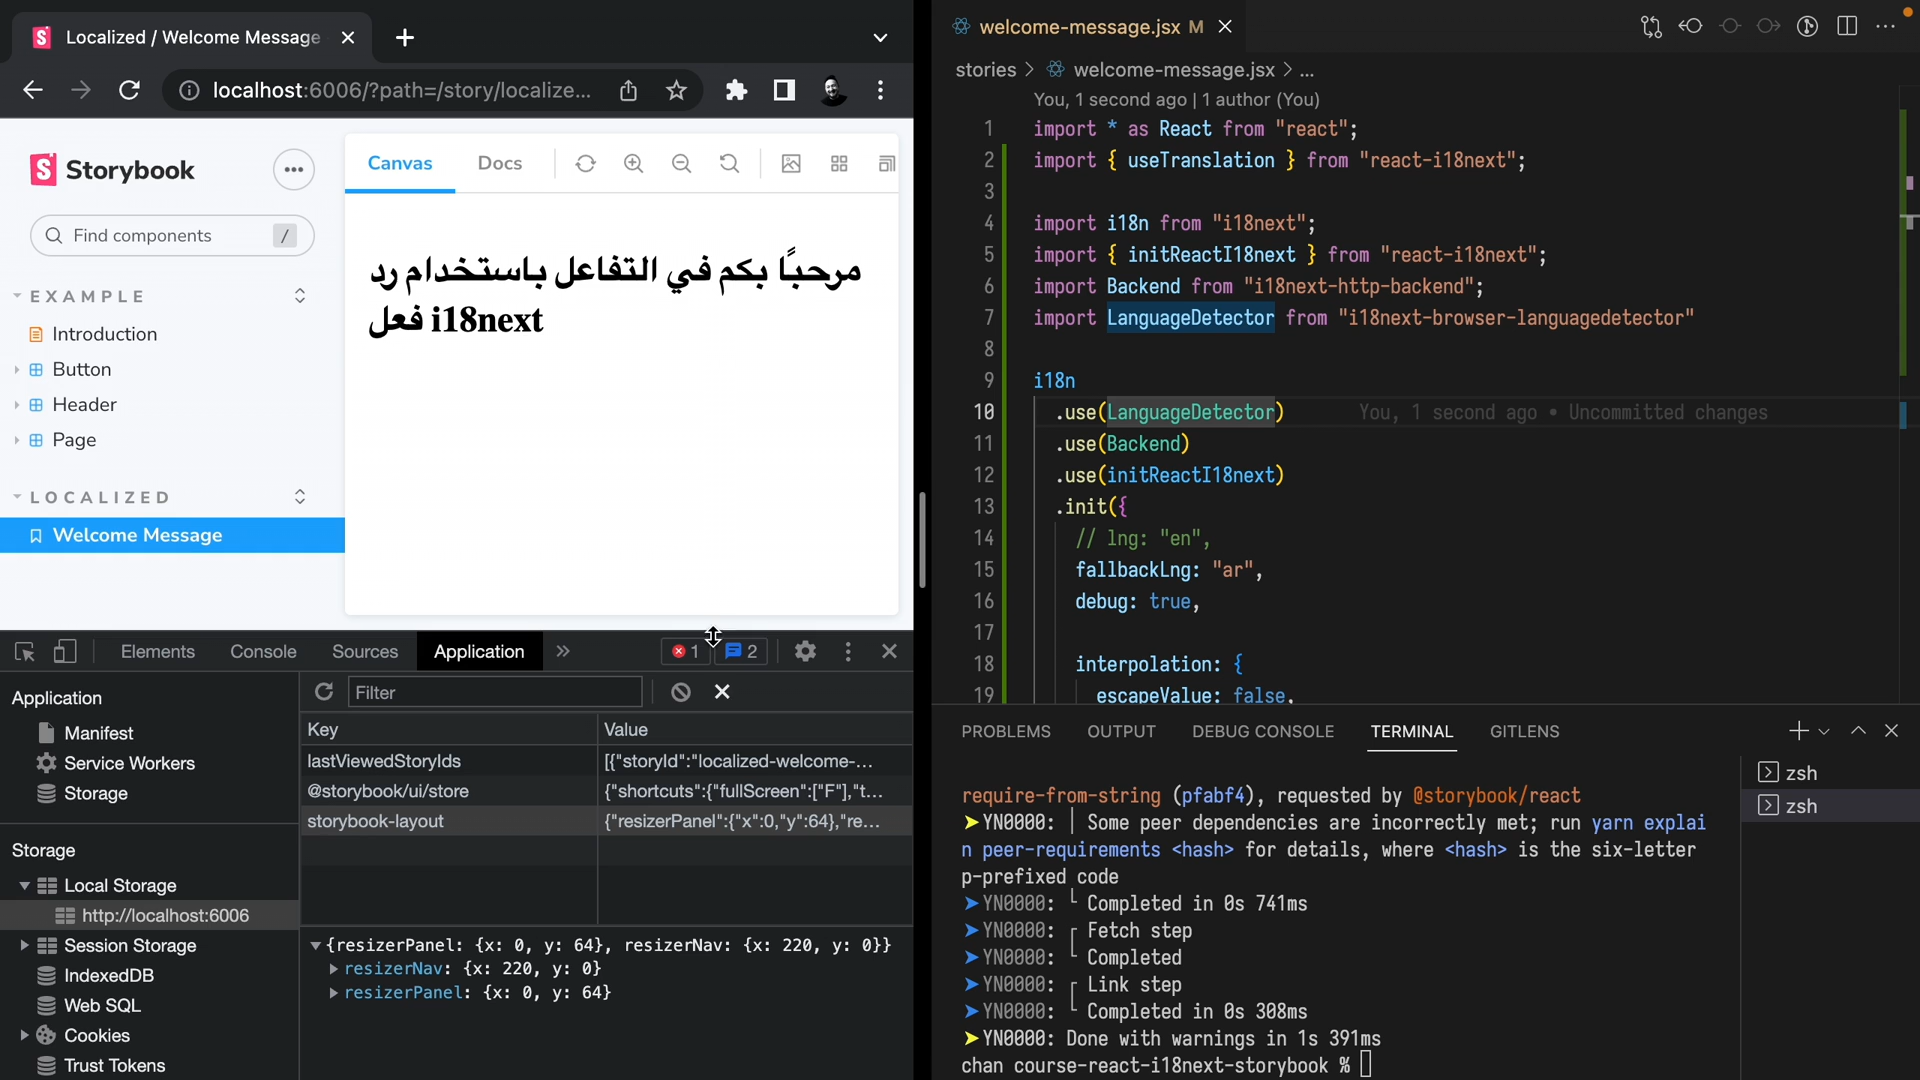 Localized / Welcome Message
localhost:6006/?path=/story/localize...
Storybook
Find components
/
EXAMPLE
Introduction
Button
Header
Page
LOCALIZED
Welcome Message
Canvas
Docs
مرحبًا بكم في التفاعل باستخدام رد
فعل i18next
Elements
Console
Sources
Application
1
2
Application
Manifest
Service Workers
Storage
Storage
Local Storage
http://localhost:6006
Session Storage
IndexedDB
Web SQL
Cookies
Trust Tokens
Filter
Key Value
lastViewedStoryIds [{"storyId":"localized-welcome-...
@storybook/ui/store {"shortcuts":{"fullScreen":["F"],"t...
storybook-layout {"resizerPanel":{"x":0,"y":64},"re...
{resizerPanel: {x: 0, y: 64}, resizerNav: {x: 220, y: 0}}
resizerNav: {x: 220, y: 0}
resizerPanel: {x: 0, y: 64}
welcome-message.jsx M
stories > welcome-message.jsx > ...
You, 1 second ago | 1 author (You)
1 import * as React from "react";
2 import { useTranslation } from "react-i18next";
3
4 import i18n from "i18next";
5 import { initReactI18next } from "react-i18next";
6 import Backend from "i18next-http-backend";
7 import LanguageDetector from "i18next-browser-languagedetector"
8
9 i18n
10 .use(LanguageDetector) You, 1 second ago • Uncommitted changes
11 .use(Backend)
12 .use(initReactI18next)
13 .init({
14 // lng: "en",
15 fallbackLng: "ar",
16 debug: true,
17
18 interpolation: {
19 escapeValue: false,
PROBLEMS
OUTPUT
DEBUG CONSOLE
TERMINAL
GITLENS
require-from-string (pfabf4), requested by @storybook/react
➤YN0000: │ Some peer dependencies are incorrectly met; run yarn explai
n peer-requirements <hash> for details, where <hash> is the six-letter
p-prefixed code
➤YN0000: └ Completed in 0s 741ms
➤YN0000: ┌ Fetch step
➤YN0000: └ Completed
➤YN0000: ┌ Link step
➤YN0000: └ Completed in 0s 308ms
➤YN0000: Done with warnings in 1s 391ms
chan course-react-i18next-storybook %
zsh
zsh